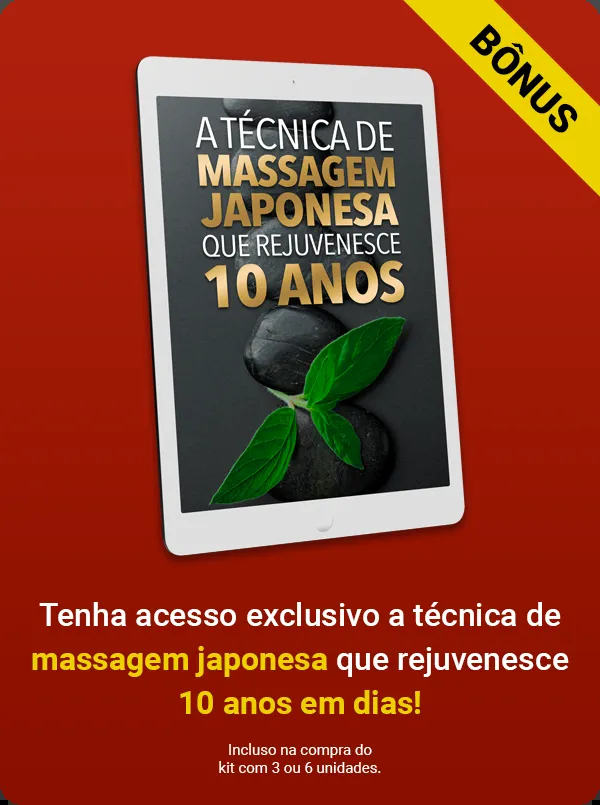 BÔNUS
A TÉCNICA DE
MASSAGEM
JAPONESA
QUE REJUVENESCE
10 ANOS
Tenha acesso exclusivo a técnica de
massagem japonesa que rejuvenesce
10 anos em dias!
Incluso na compra do
kit com 3 ou 6 unidades.